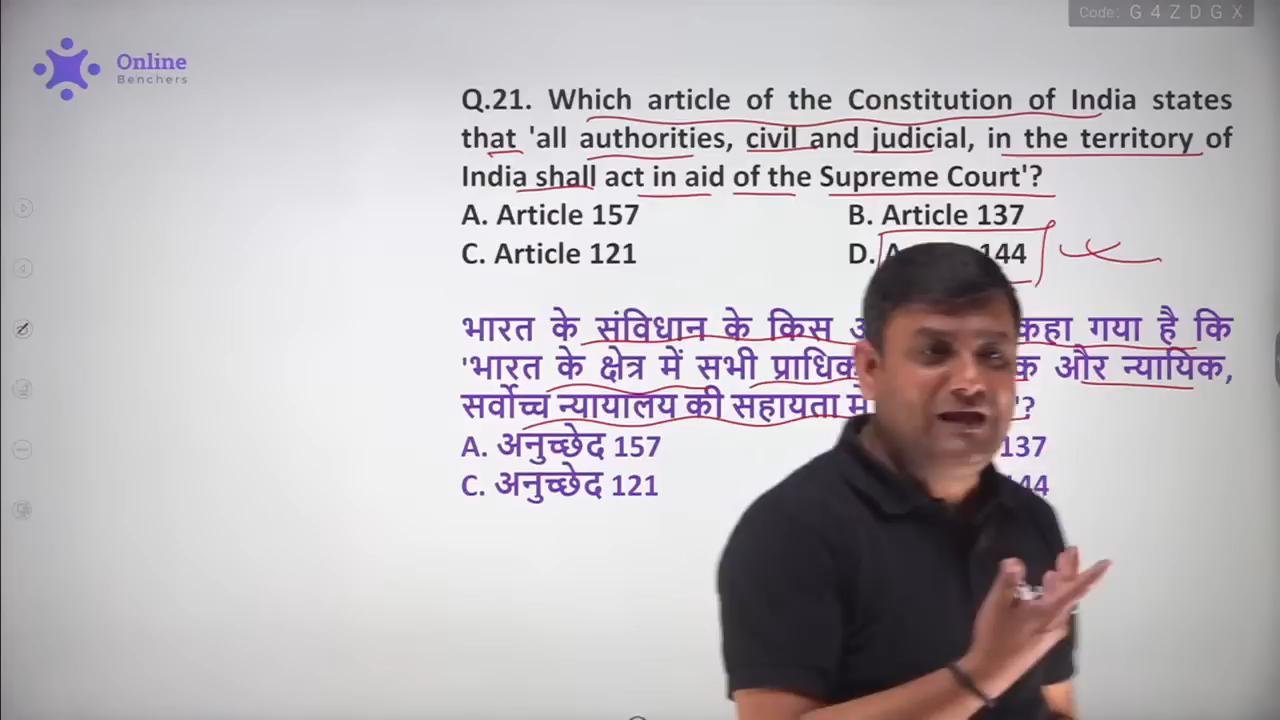 Code: G 4 Z D G X
Online
Benchers
Q.21. Which article of the Constitution of India states
that 'all authorities, civil and judicial, in the territory of
India shall act in aid of the Supreme Court'?
A. Article 157 B. Article 137
C. Article 121 D. 144
भारत के संविधान के किस कहा गया है कि
'भारत के क्षेत्र में सभी और न्यायिक,
सर्वोच्च न्यायालय की सहायता '?
A. अनुच्छेद 157 137
C. अनुच्छेद 121 144